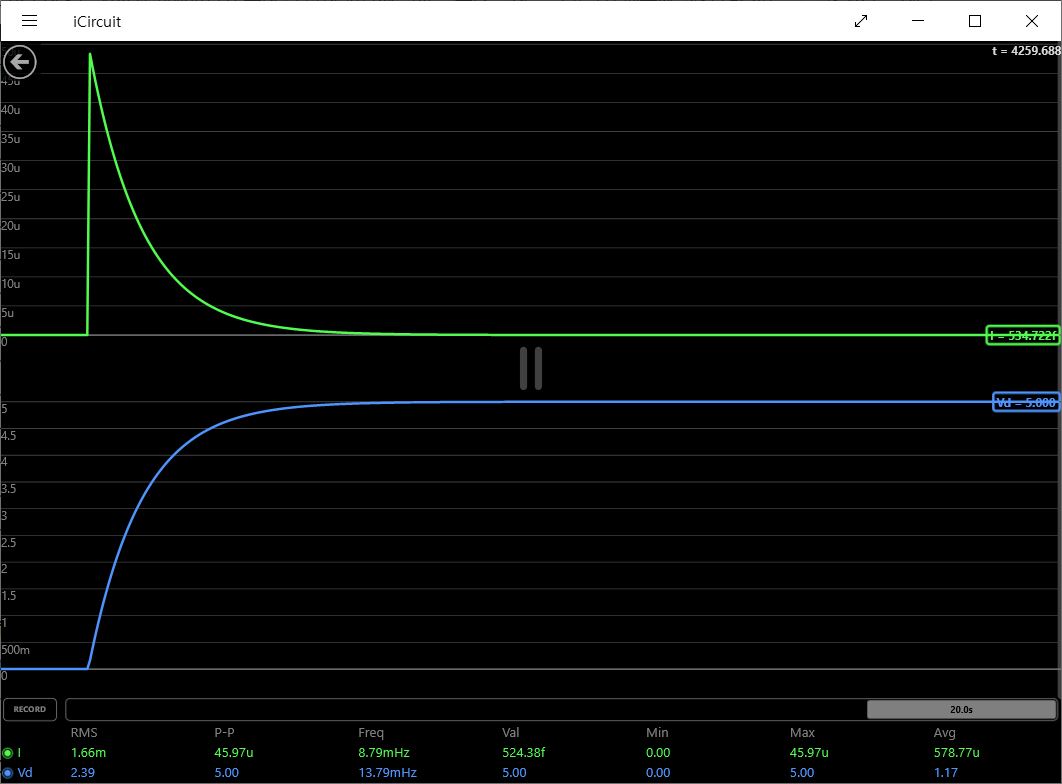 iCircuit
t = 4259.688
45u
40u
35u
30u
25u
20u
15u
10u
5u
0
I = 534.722f
5
Vd = 5.000
4.5
4
3.5
3
2.5
2
1.5
1
500m
0
RECORD 20.0s
RMS P-P Freq Val Min Max Avg
I 1.66m 45.97u 8.79mHz 524.38f 0.00 45.97u 578.77u
Vd 2.39 5.00 13.79mHz 5.00 0.00 5.00 1.17